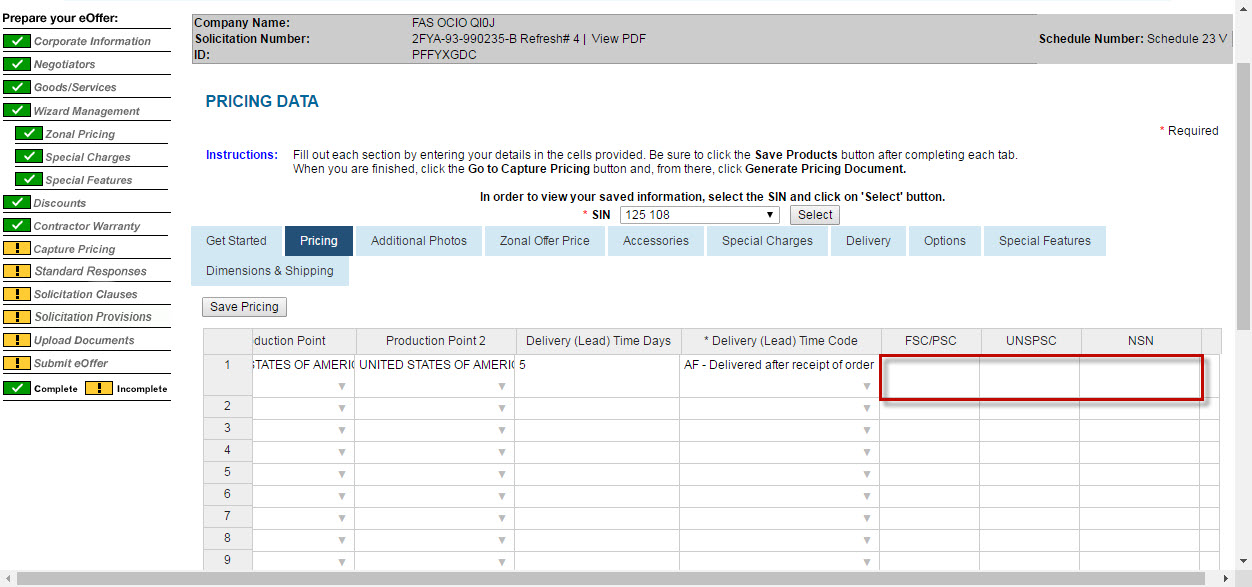 Prepare your eOffer:
Corporate Information
Negotiators
Goods/Services
Wizard Management
Zonal Pricing
Special Charges
Special Features
Discounts
Contractor Warranty
Capture Pricing
Standard Responses
Solicitation Clauses
Solicitation Provisions
Upload Documents
Submit eOffer
Complete ! Incomplete
Company Name: FAS OCIO QI0J
Solicitation Number: 2FYA-93-990235-B Refresh# 4 | View PDF
Schedule Number: Schedule 23 V
ID: PFFYXGDC
PRICING DATA
* Required
Instructions: Fill out each section by entering your details in the cells provided. Be sure to click the Save Products button after completing each tab.
When you are finished, click the Go to Capture Pricing button and, from there, click Generate Pricing Document.
In order to view your saved information, select the SIN and click on 'Select' button.
* SIN 125 108 Select
Get Started Pricing Additional Photos Zonal Offer Price Accessories Special Charges Delivery Options Special Features
Dimensions & Shipping
Save Pricing
duction Point Production Point 2 Delivery (Lead) Time Days * Delivery (Lead) Time Code FSC/PSC UNSPSC NSN
1 STATES OF AMERIC UNITED STATES OF AMERIC 5 AF - Delivered after receipt of order
2
3
4
5
6
7
8
9